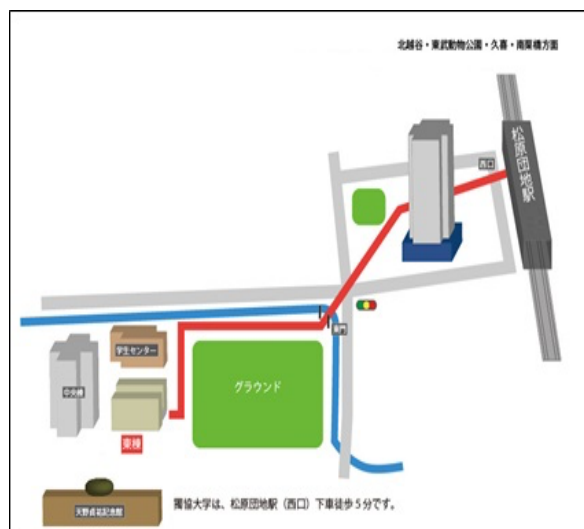 北越谷・東武動物公園・久喜・南栗橋方面
西口
松原団地駅
東門
学生センター
中央棟
グラウンド
東棟
天野貞祐記念館
獨協大学は、松原団地駅（西口）下車徒歩５分です。